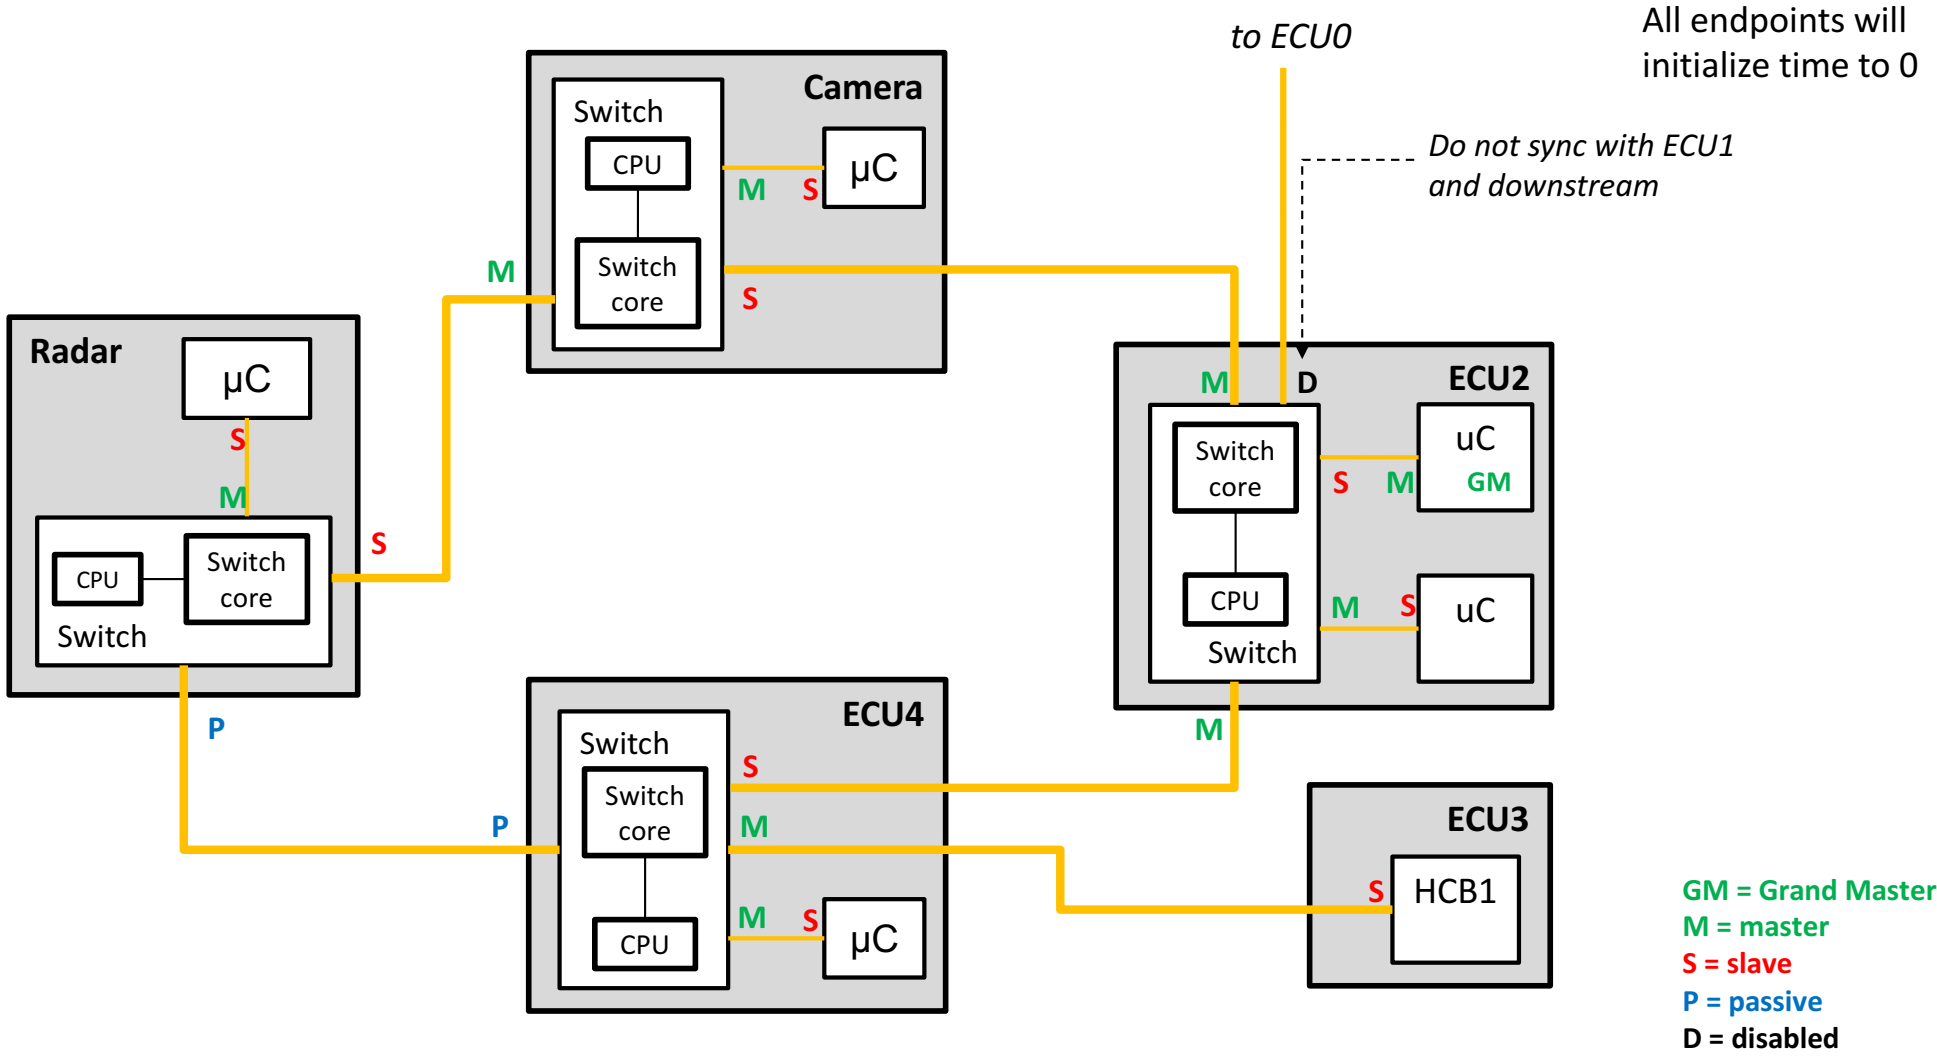 to ECU0
All endpoints will
initialize time to 0
Do not sync with ECU1
and downstream
Camera
Switch
CPU
Switch
core
M
S
µC
S
M
Radar
µC
S
M
CPU
Switch
core
Switch
S
P
M
D
ECU2
Switch
core
CPU
Switch
S
M
uC
GM
M
S
uC
M
ECU4
Switch
Switch
core
CPU
S
M
M
S
µC
P
ECU3
S
HCB1
GM = Grand Master
M = master
S = slave
P = passive
D = disabled